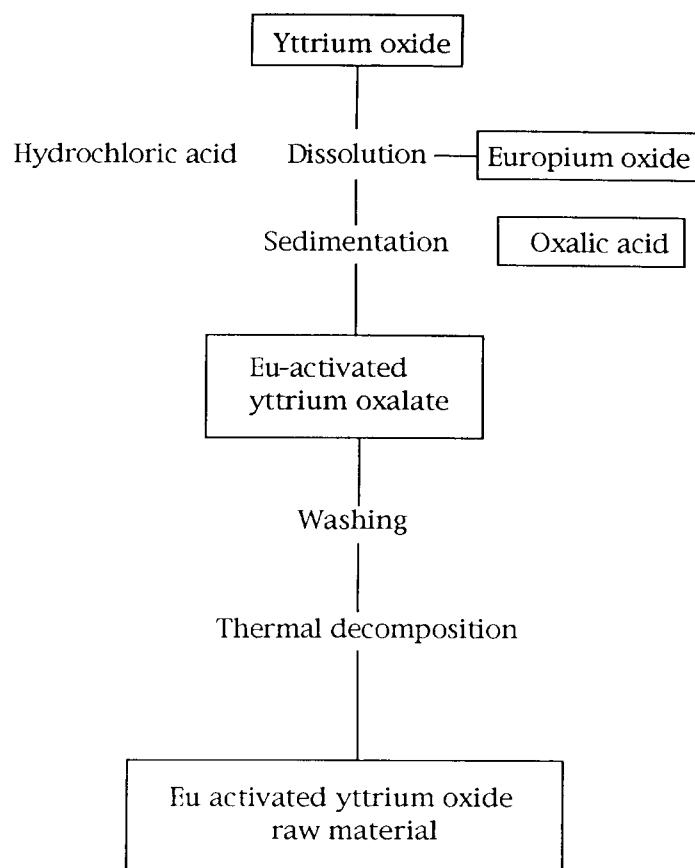 Yttrium oxide
Hydrochloric acid Dissolution Europium oxide
Sedimentation Oxalic acid
Eu-activated
yttrium oxalate
Washing
Thermal decomposition
Eu activated yttrium oxide
raw material